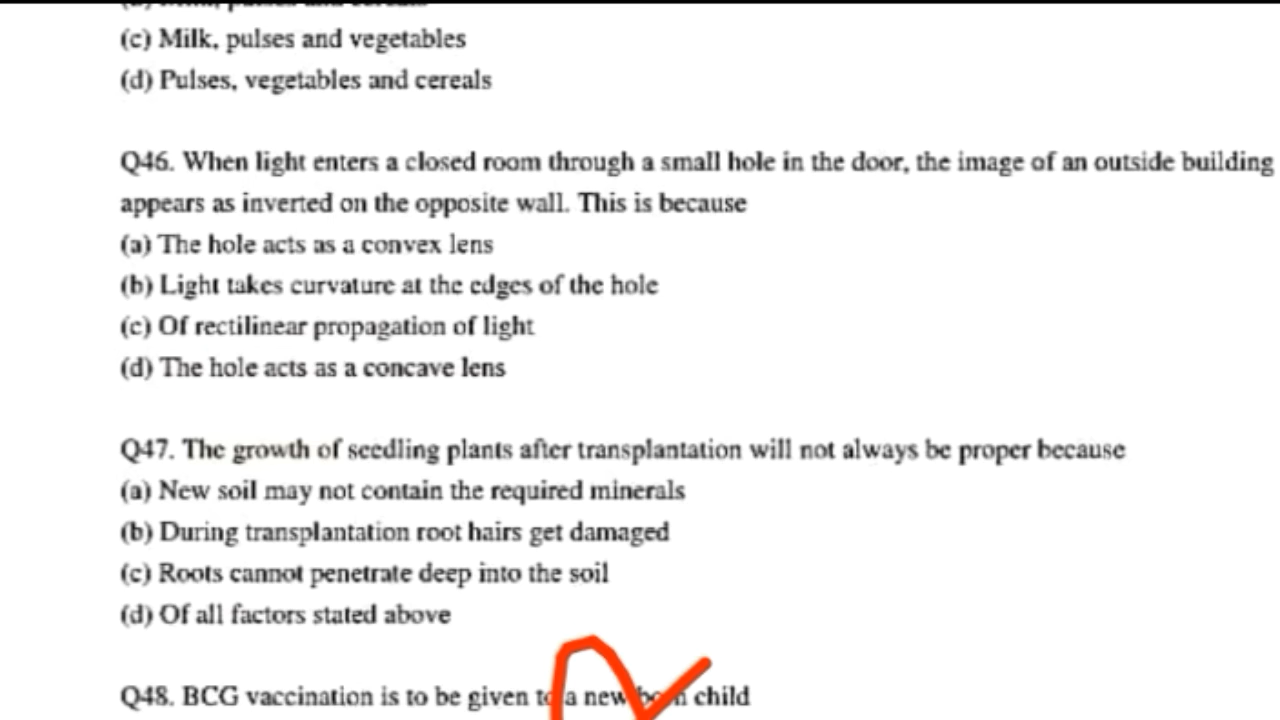 (c) Milk, pulses and vegetables
(d) Pulses, vegetables and cereals
Q46. When light enters a closed room through a small hole in the door, the image of an outside building
appears as inverted on the opposite wall. This is because
(a) The hole acts as a convex lens
(b) Light takes curvature at the edges of the hole
(c) Of rectilinear propagation of light
(d) The hole acts as a concave lens
Q47. The growth of seedling plants after transplantation will not always be proper because
(a) New soil may not contain the required minerals
(b) During transplantation root hairs get damaged
(c) Roots cannot penetrate deep into the soil
(d) Of all factors stated above
Q48. BCG vaccination is to be given to a new born child